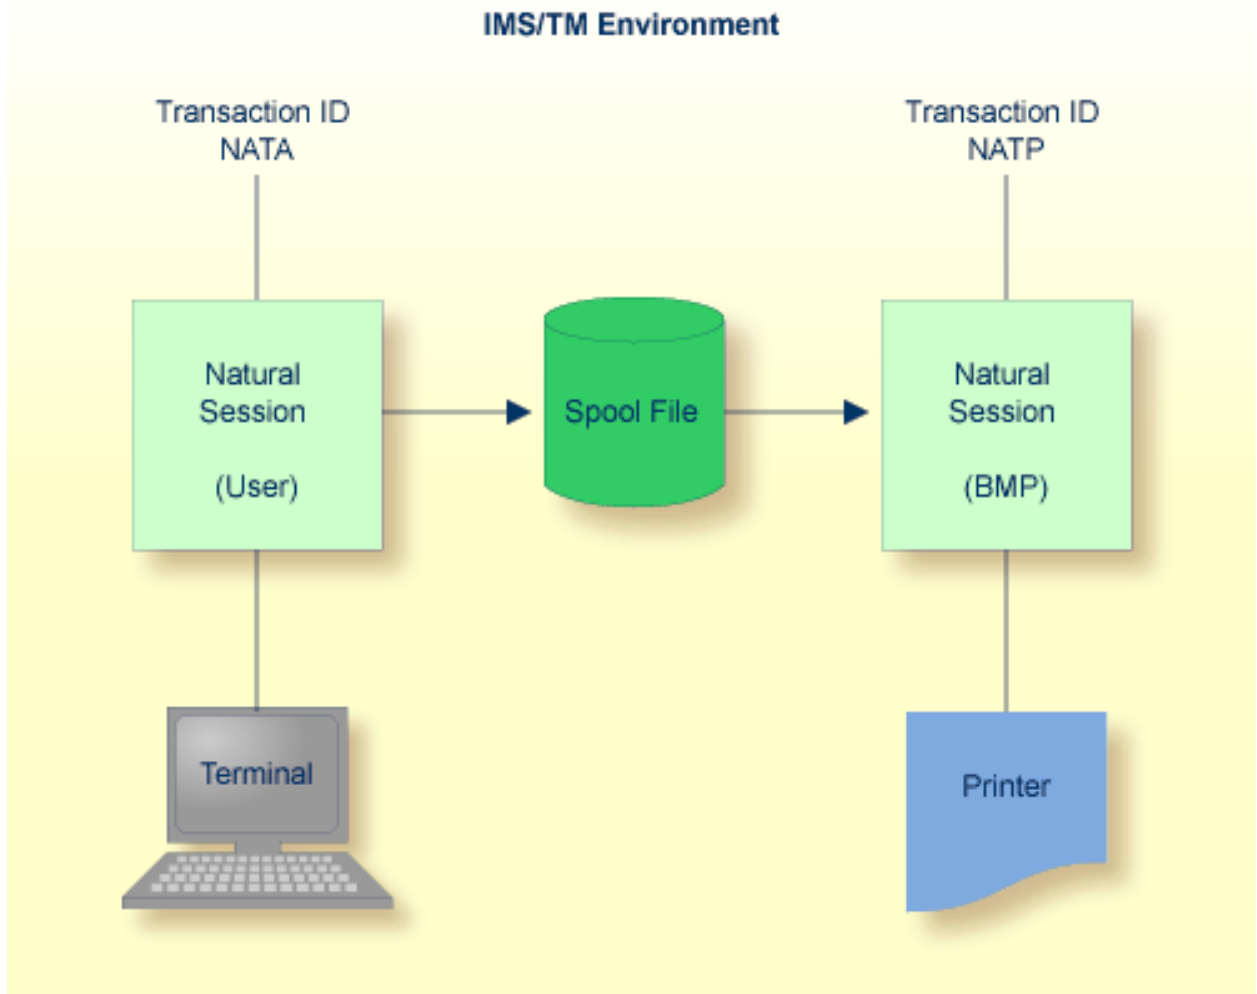 IMS/TM Environment
Transaction ID
NATA
Transaction ID
NATP
Natural
Session
(User)
Spool File
Natural
Session
(BMP)
Terminal
Printer